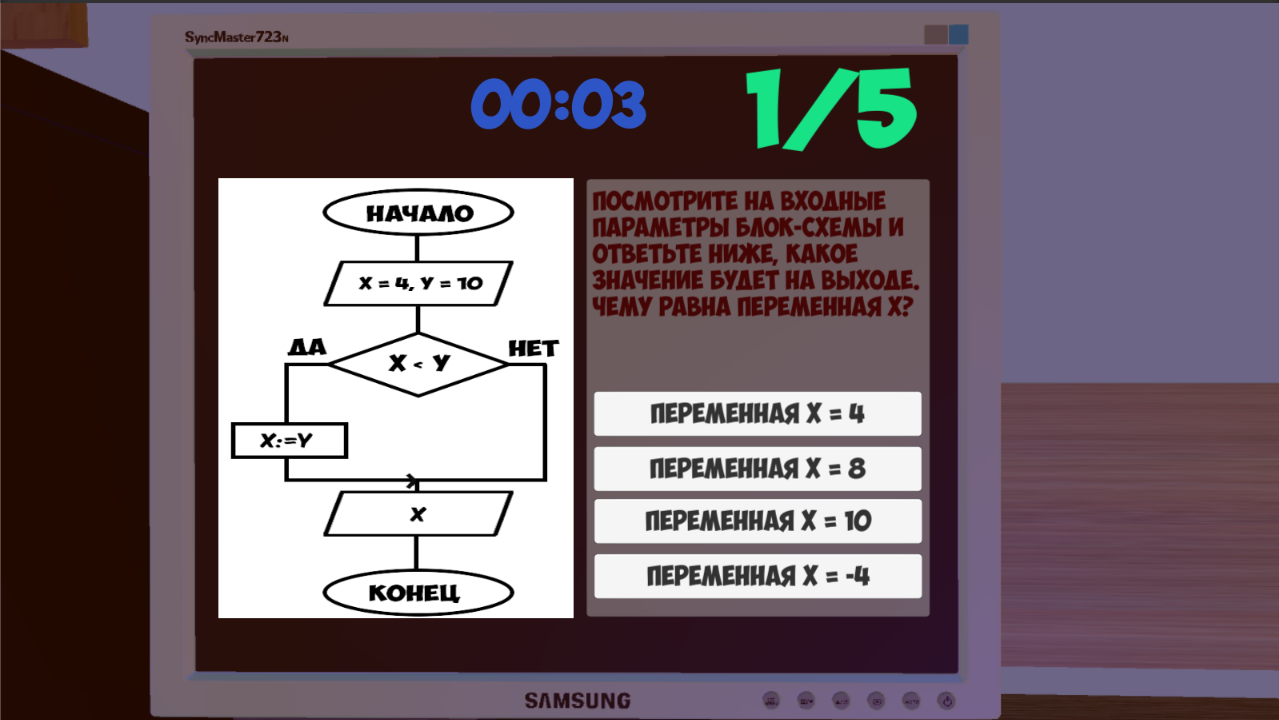 SyncMaster723N
00:03
1/5
НАЧАЛО
X = 4, Y = 10
ДА
НЕТ
X < Y
X:=Y
X
КОНЕЦ
ПОСМОТРИТЕ НА ВХОДНЫЕ
ПАРАМЕТРЫ БЛОК-СХЕМЫ И
ОТВЕТЬТЕ НИЖЕ, КАКОЕ
ЗНАЧЕНИЕ БУДЕТ НА ВЫХОДЕ.
ЧЕМУ РАВНА ПЕРЕМЕННАЯ X?
ПЕРЕМЕННАЯ X = 4
ПЕРЕМЕННАЯ X = 8
ПЕРЕМЕННАЯ X = 10
ПЕРЕМЕННАЯ X = -4
SAMSUNG